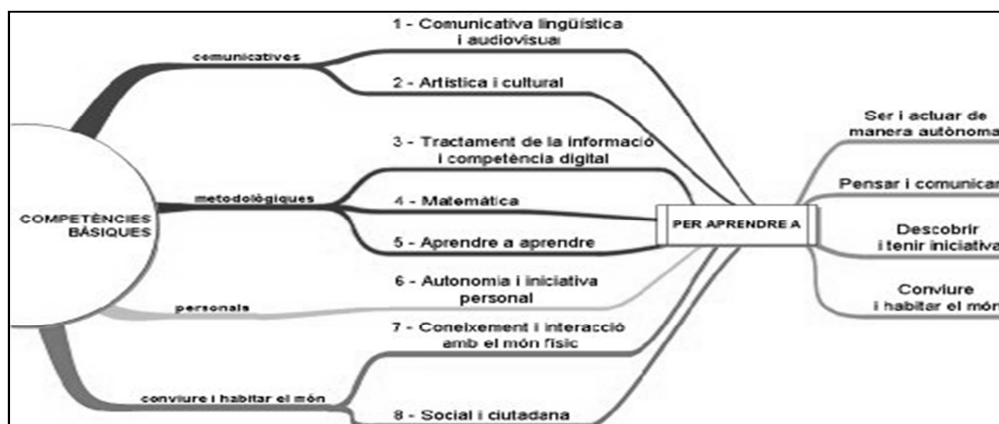 COMPETÈNCIES
BÀSIQUES
comunicatives
1 - Comunicativa lingüística
i audiovisual
2 - Artística i cultural
metodològiques
3 - Tractament de la informació
i competència digital
4 - Matemàtica
5 - Aprendre a aprendre
personals
6 - Autonomia i iniciativa
personal
conviure i habitar el món
7 - Coneixement i interacció
amb el món físic
8 - Social i ciutadana
PER APRENDRE A
Ser i actuar de
manera autònoma
Pensar i comunicar
Descobrir
i tenir iniciativa
Conviure
i habitar el món